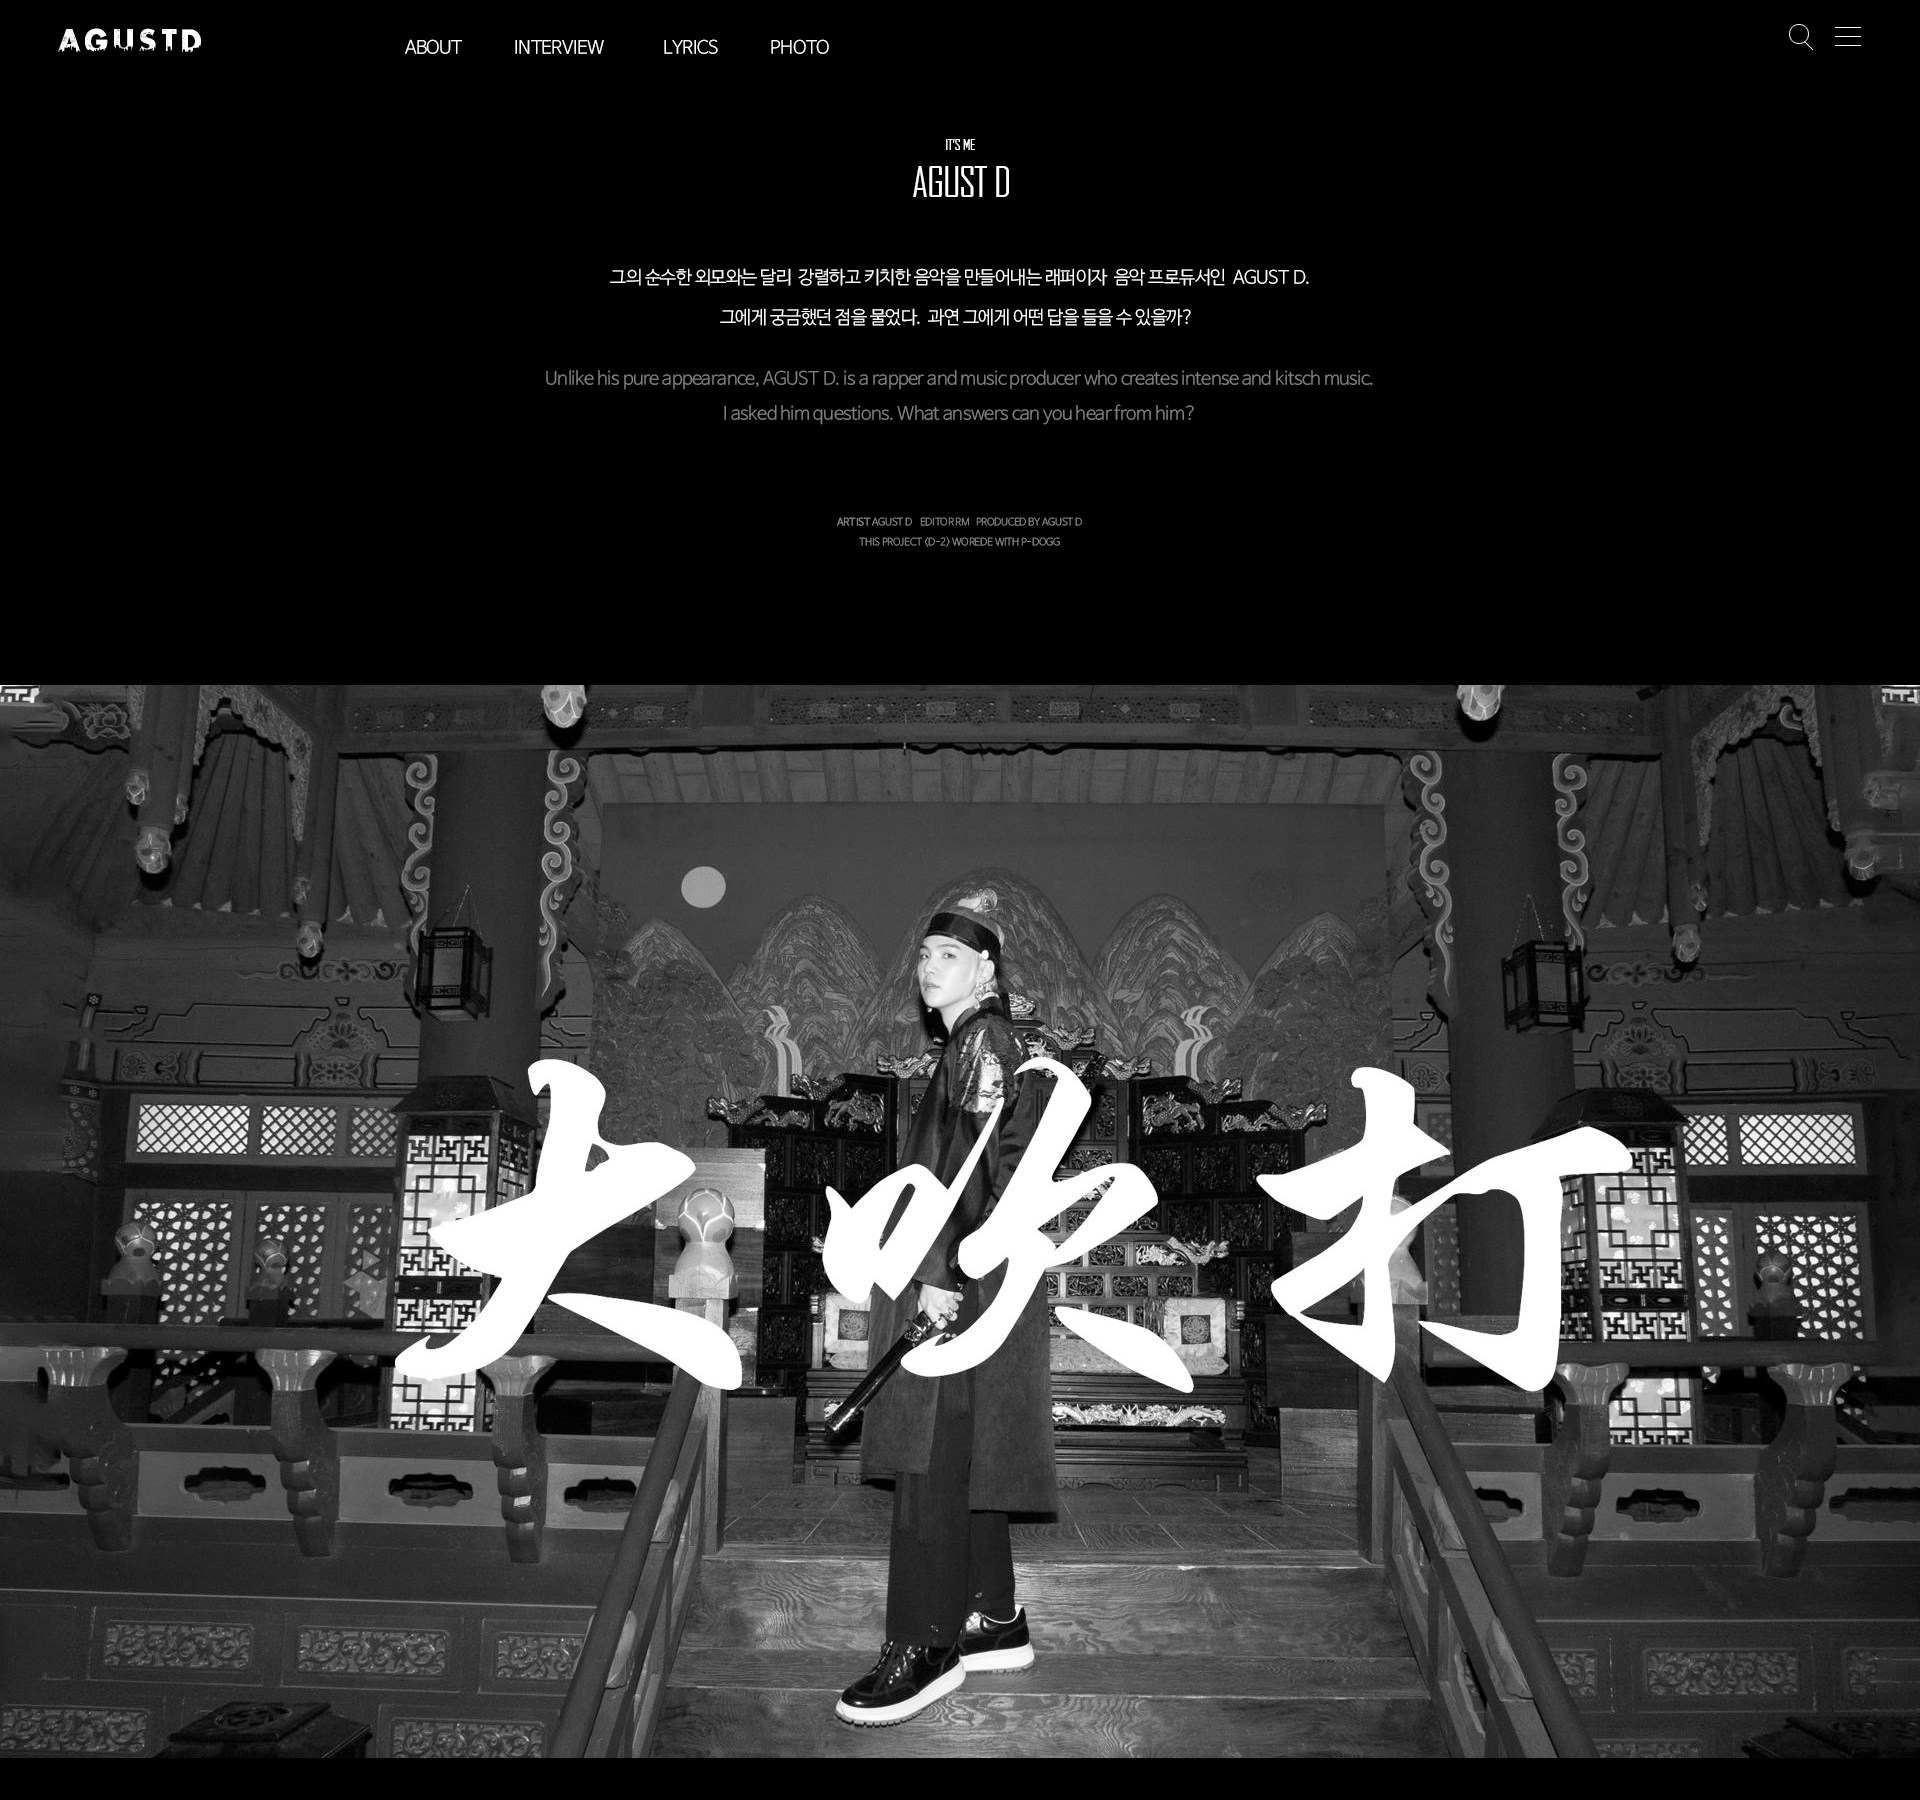 AGUSTD
ABOUT INTERVIEW LYRICS PHOTO
IT'S ME
AGUST D
그의 순수한 외모와는 달리 강렬하고 키치한 음악을 만들어내는 래퍼이자 음악 프로듀서인 AGUST D.
그에게 궁금했던 점을 물었다. 과연 그에게 어떤 답을 들을 수 있을까?
Unlike his pure appearance, AGUST D. is a rapper and music producer who creates intense and kitsch music.
I asked him questions. What answers can you hear from him?
ARTIST AGUST D EDITOR RM PRODUCED BY AGUST D
THIS PROJECT <D-2> WOREDE WITH P-DOGG
大吹打